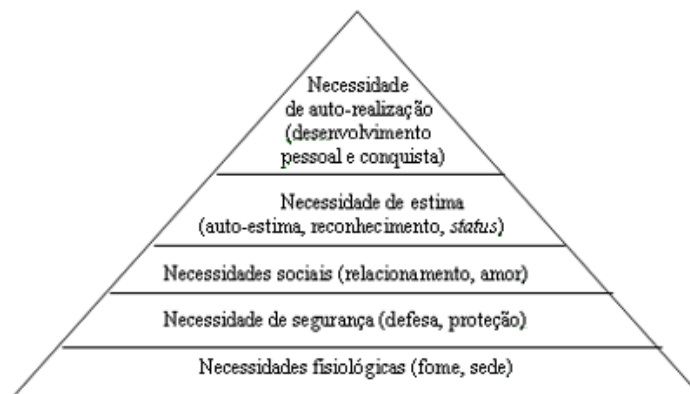 Necessidade
de auto-realização
(desenvolvimento
pessoal e conquista)
Necessidade de estima
(auto-estima, reconhecimento, status)
Necessidades sociais (relacionamento, amor)
Necessidade de segurança (defesa, proteção)
Necessidades fisiológicas (fome, sede)